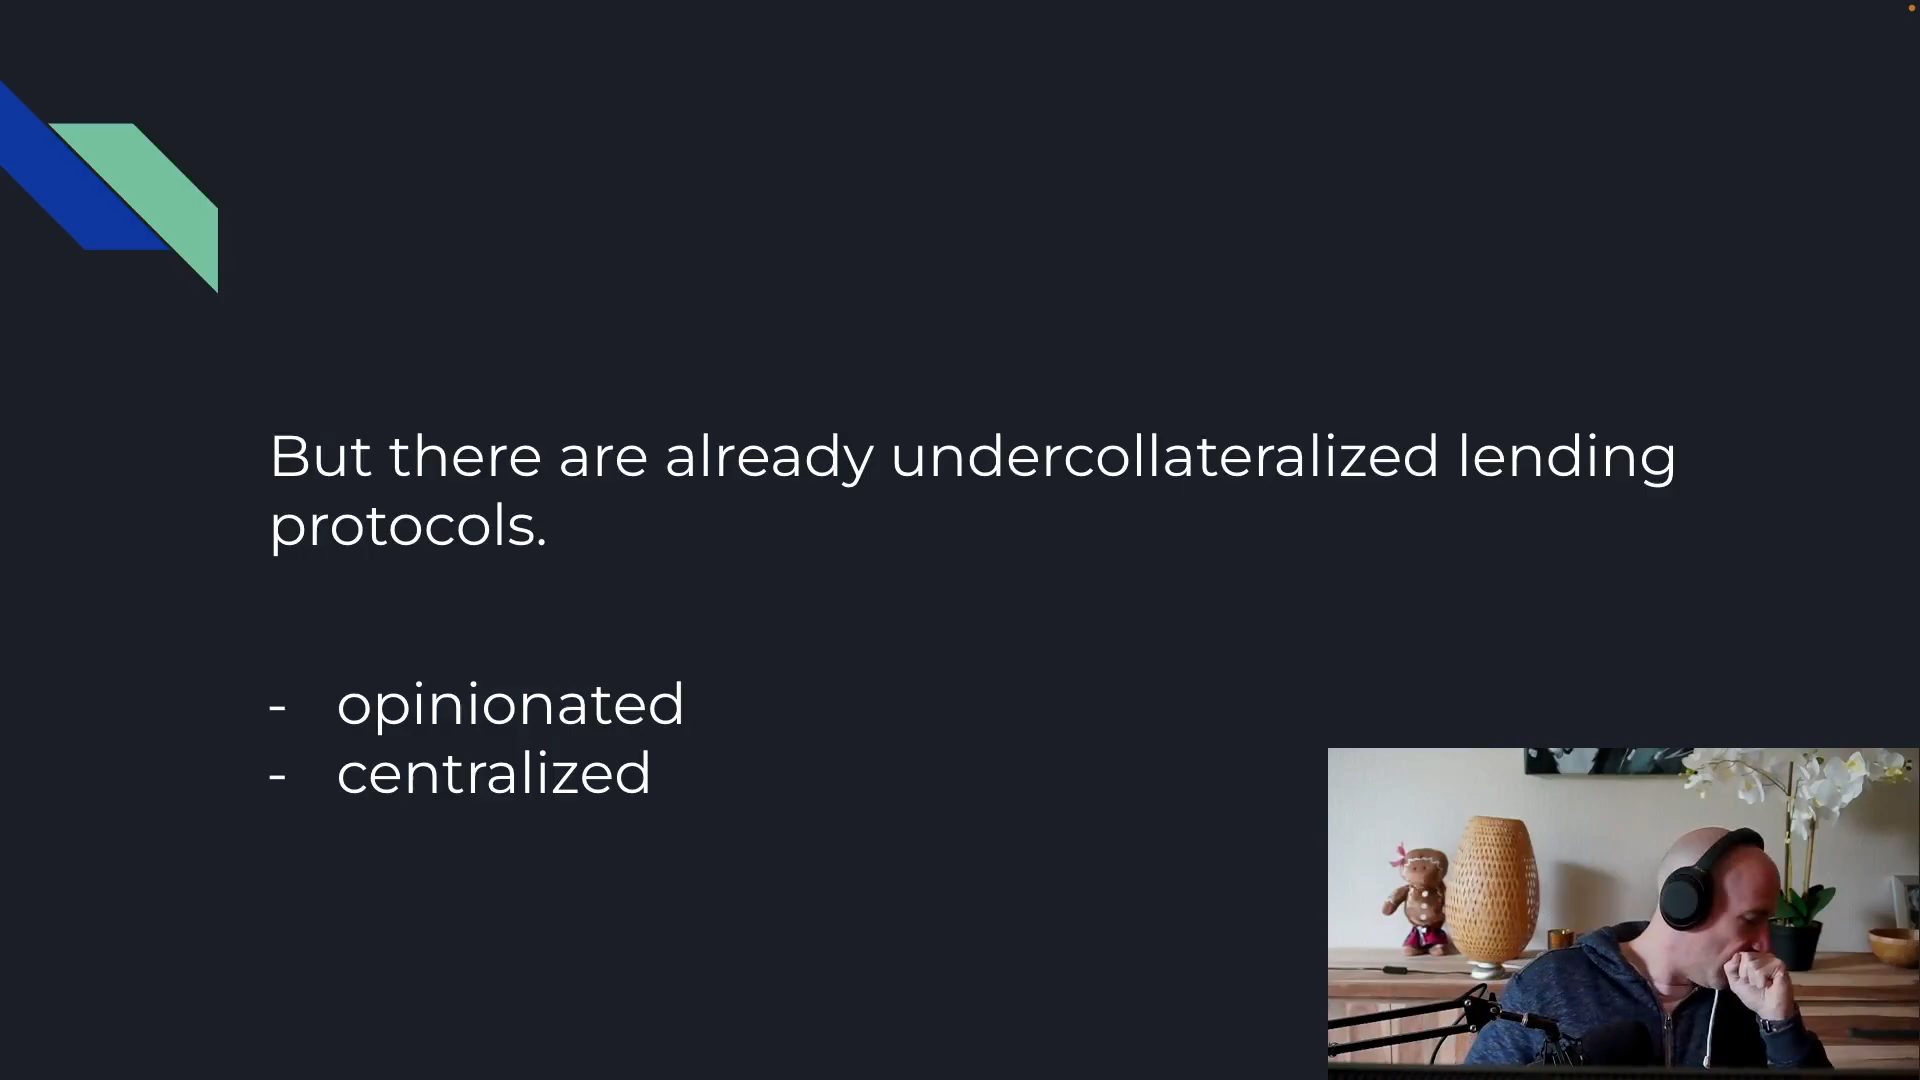 But there are already undercollateralized lending
protocols.
- opinionated
- centralized